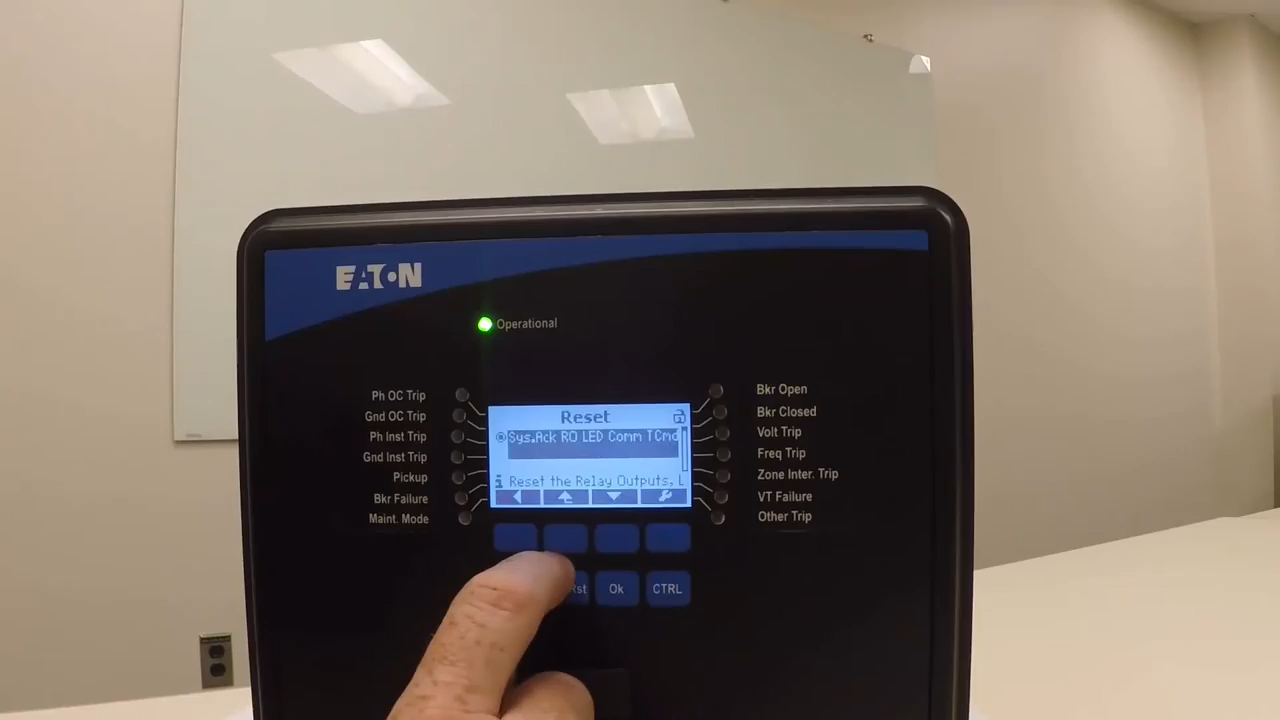 EATON
Operational
Ph OC Trip
Gnd OC Trip
Ph Inst Trip
Gnd Inst Trip
Pickup
Bkr Failure
Maint. Mode
Reset
Sys.Ack RO LED Comm TCmd
Reset the Relay Outputs, L
Bkr Open
Bkr Closed
Volt Trip
Freq Trip
Zone Inter. Trip
VT Failure
Other Trip
Rst
Ok
CTRL